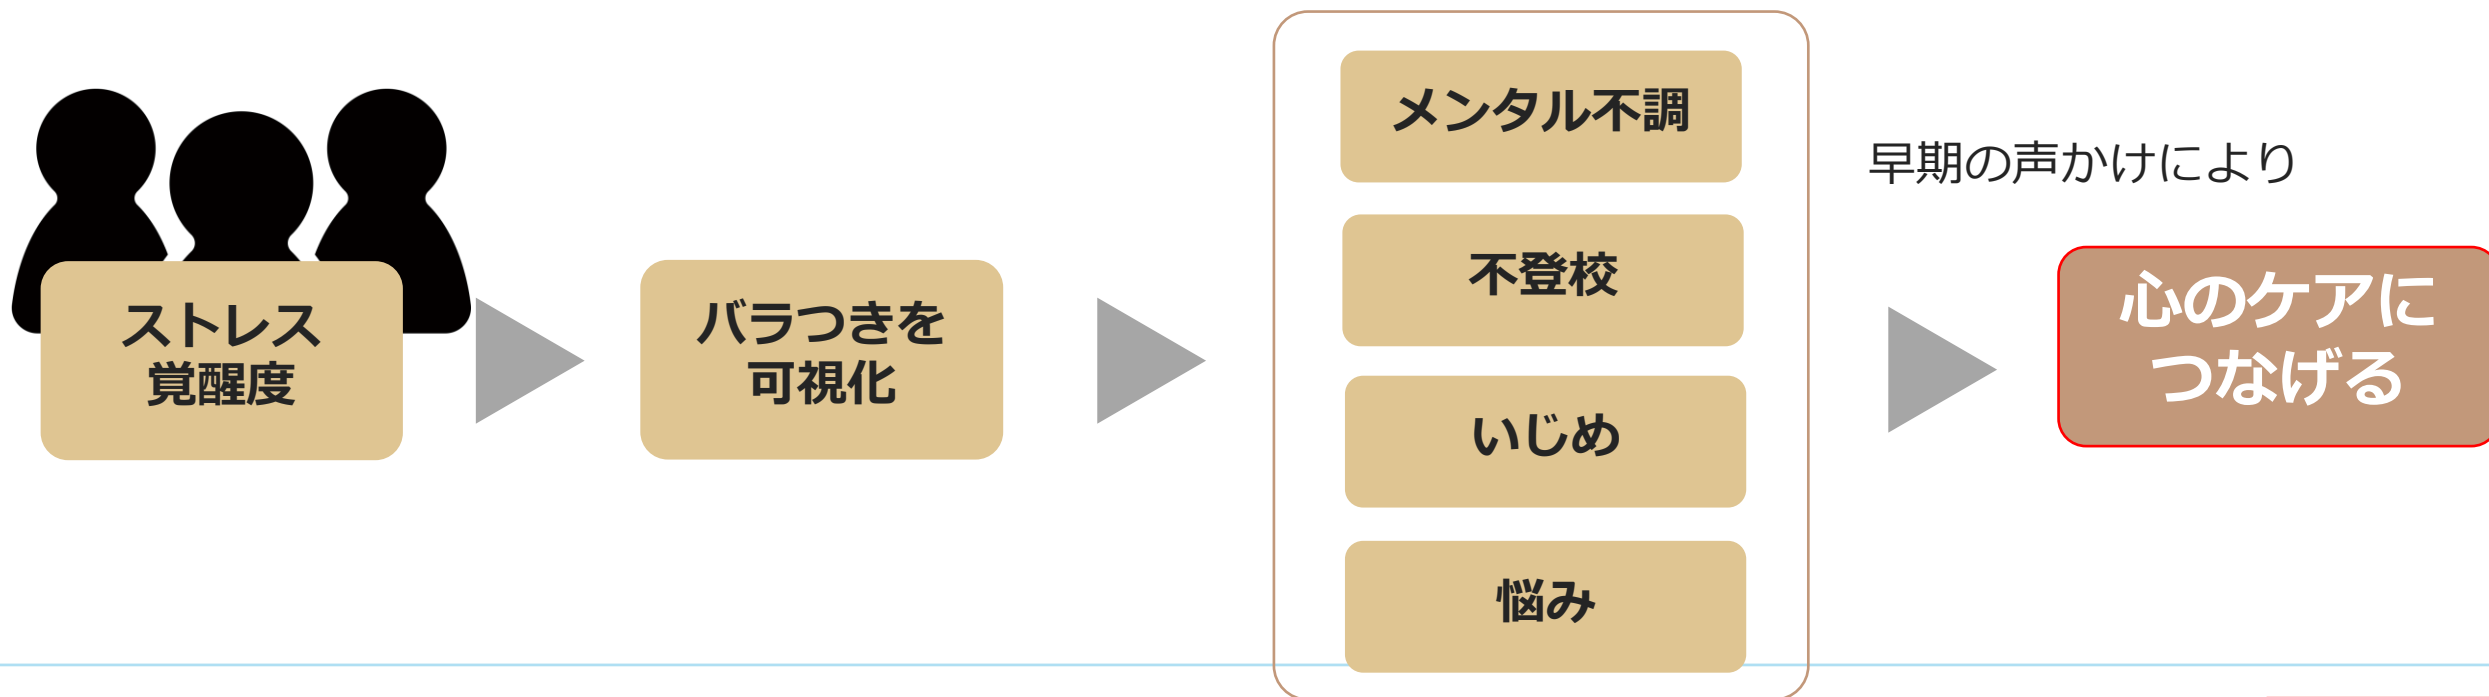 ストレス
覚醒度
バラつきを
可視化
メンタル不調
不登校
いじめ
悩み
早期の声かけにより
心のケアに
つなげる